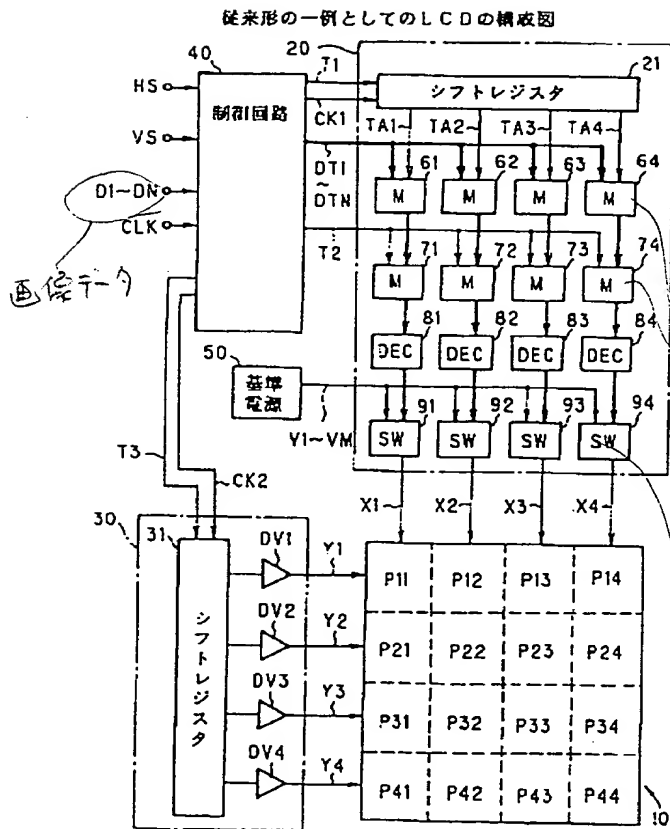 従来形の一例としてのLCDの構成図
40
T1
20
21
HS
シフトレジスタ
制御回路
CK1
TA1 TA2 TA3 TA4
VS
DT1
~
DTN
61 62 63 64
M M M M
D1~DN
CLK
T2
71 72 73 74
画像データ
M M M M
81 82 83 84
DEC DEC DEC DEC
50
基準
電源
91 92 93 94
V1~VM
SW SW SW SW
T3
CK2
X1 X2 X3 X4
30
31
シフトレジスタ
DV1 Y1
P11 P12 P13 P14
DV2 Y2
P21 P22 P23 P24
DV3 Y3
P31 P32 P33 P34
DV4 Y4
P41 P42 P43 P44
10